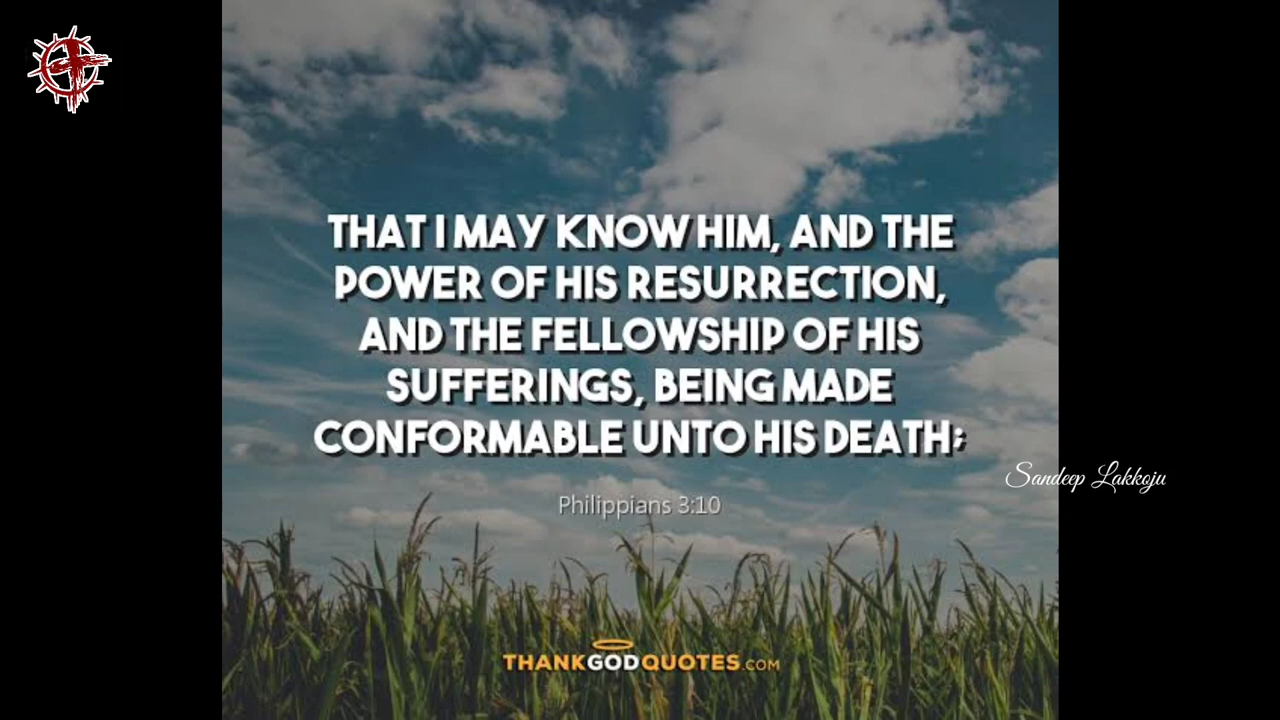 THAT I MAY KNOW HIM, AND THE
POWER OF HIS RESURRECTION,
AND THE FELLOWSHIP OF HIS
SUFFERINGS, BEING MADE
CONFORMABLE UNTO HIS DEATH;
Sandeep Lakkoju
Philippians 3:10
THANKGODQUOTES.COM